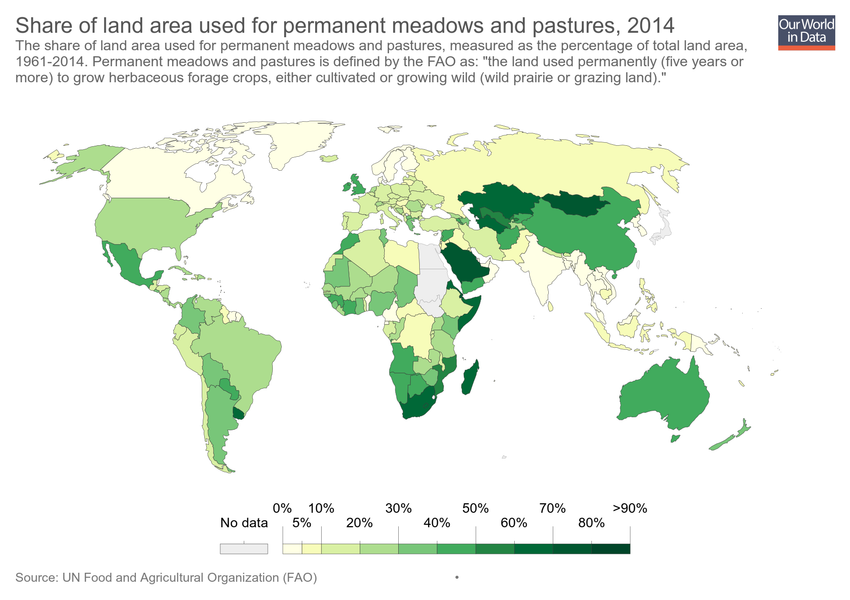 Share of land area used for permanent meadows and pastures, 2014
Our World
in Data
The share of land area used for permanent meadows and pastures, measured as the percentage of total land area,
1961-2014. Permanent meadows and pastures is defined by the FAO as: "the land used permanently (five years or
more) to grow herbaceous forage crops, either cultivated or growing wild (wild prairie or grazing land)."
0% 10% 30% 50% 70% >90%
No data 5% 20% 40% 60% 80%
Source: UN Food and Agricultural Organization (FAO) •